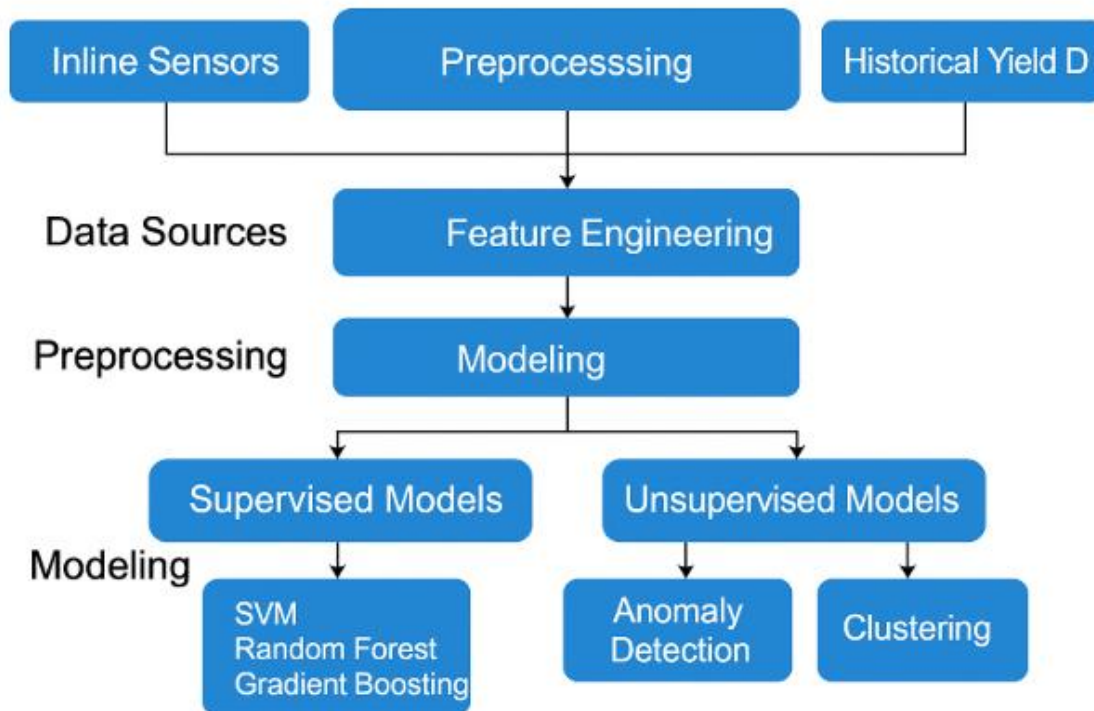 Inline Sensors
Preprocesssing
Historical Yield D
Data Sources
Feature Engineering
Preprocessing
Modeling
Supervised Models
Unsupervised Models
Modeling
SVM
Random Forest
Gradient Boosting
Anomaly
Detection
Clustering